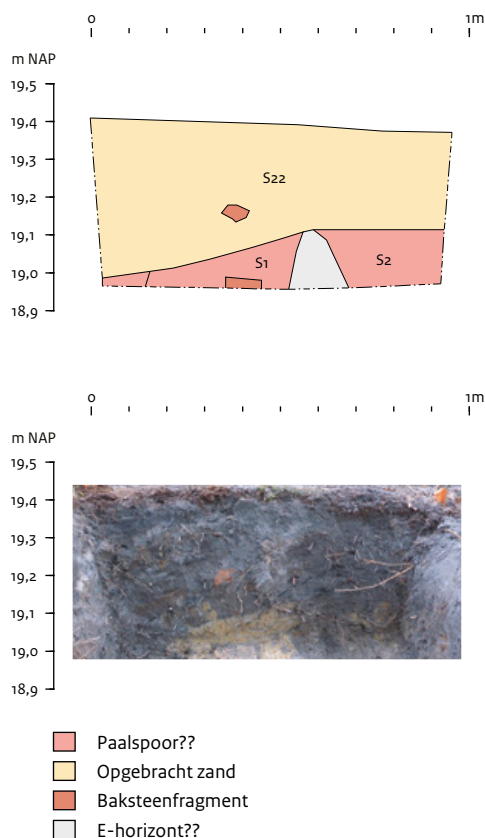 0 1m
m NAP
19,5
19,4
19,3
S22
19,2
19,1
S1 S2
19,0
18,9
0 1m
m NAP
19,5
19,4
19,3
19,2
19,1
19,0
18,9
Paalspoor??
Opgebracht zand
Baksteenfragment
E-horizont??